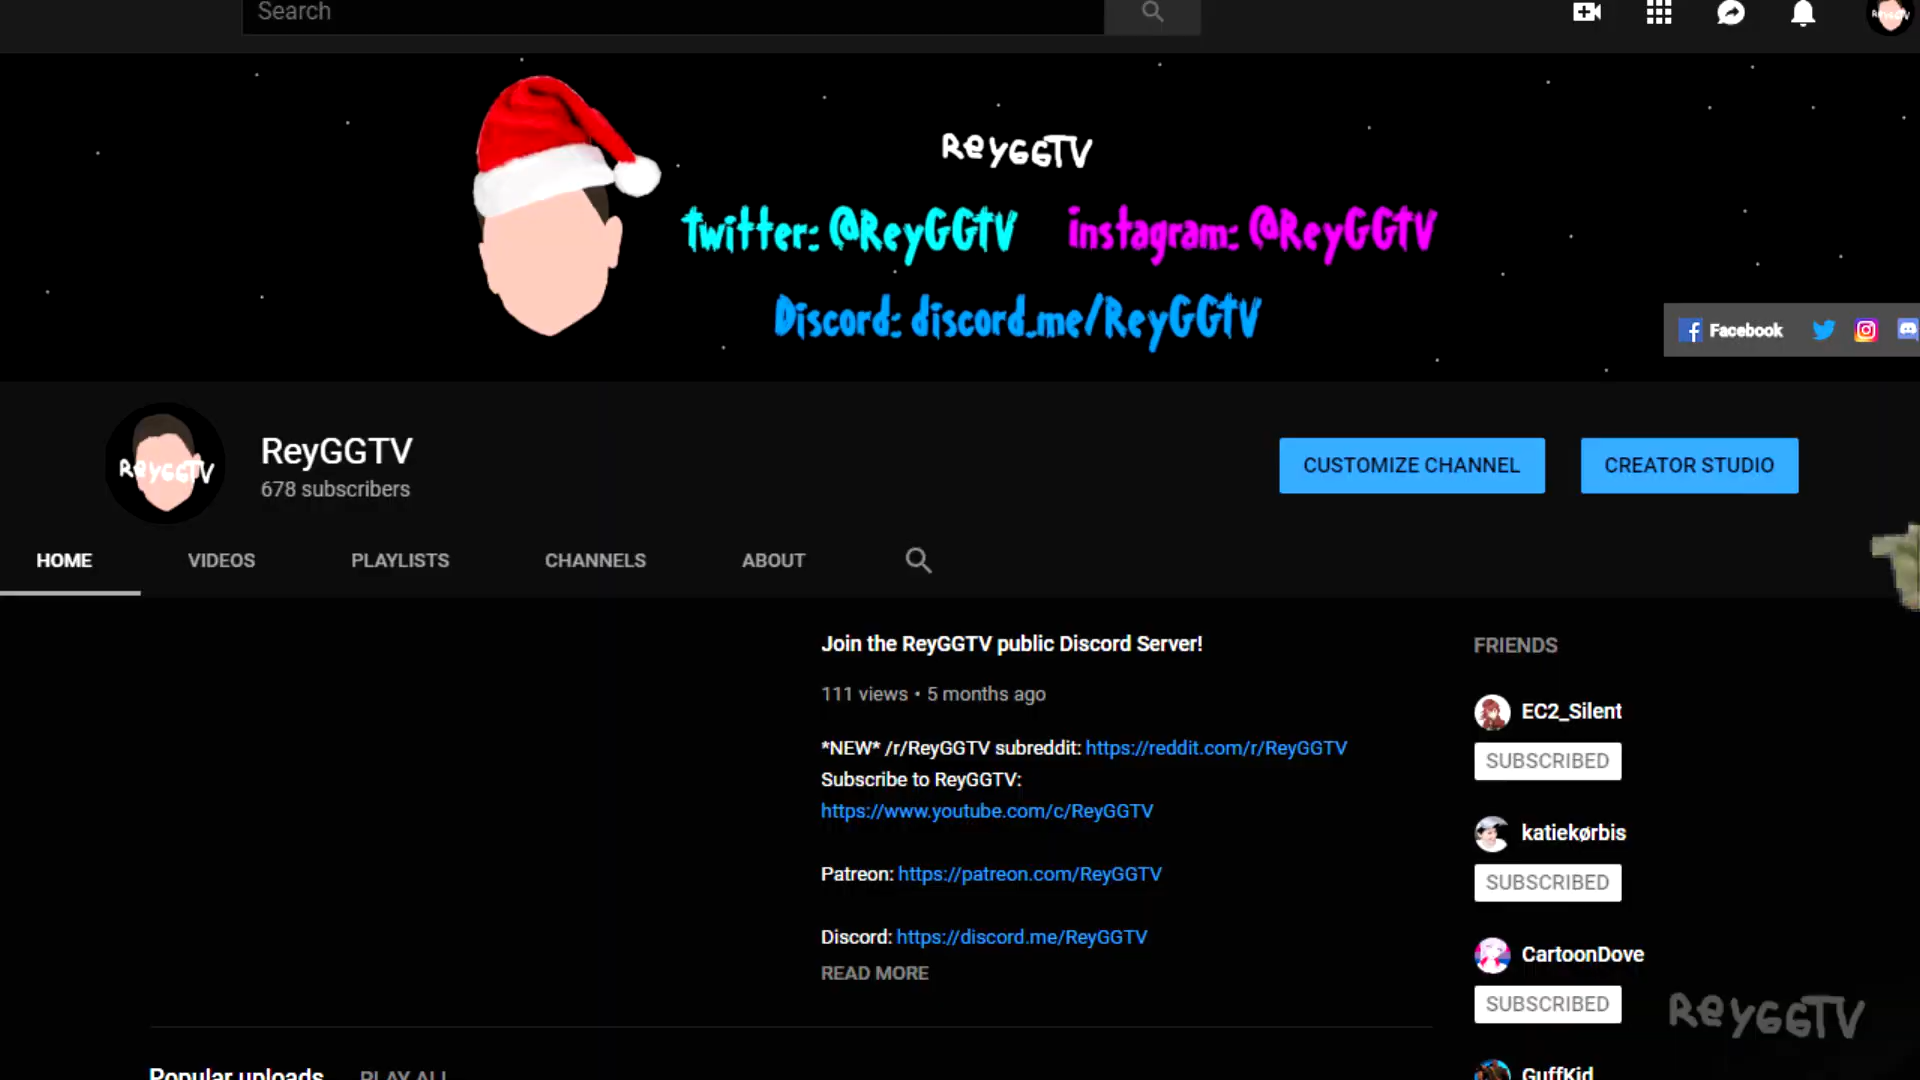 Search
ReyGGTV
ReyGGTV
Twitter: @ReyGGTV
instagram: @ReyGGTV
Discord: discord.me/ReyGGTV
Facebook
ReyGGTV
ReyGGTV
678 subscribers
CUSTOMIZE CHANNEL
CREATOR STUDIO
HOME
VIDEOS
PLAYLISTS
CHANNELS
ABOUT
Join the ReyGGTV public Discord Server!
111 views • 5 months ago
*NEW* /r/ReyGGTV subreddit: https://reddit.com/r/ReyGGTV
Subscribe to ReyGGTV:
https://www.youtube.com/c/ReyGGTV
Patreon: https://patreon.com/ReyGGTV
Discord: https://discord.me/ReyGGTV
READ MORE
FRIENDS
EC2_Silent
SUBSCRIBED
katiekørbis
SUBSCRIBED
CartoonDove
SUBSCRIBED
GuffKid
ReyGGTV
Popular uploads
PLAY ALL